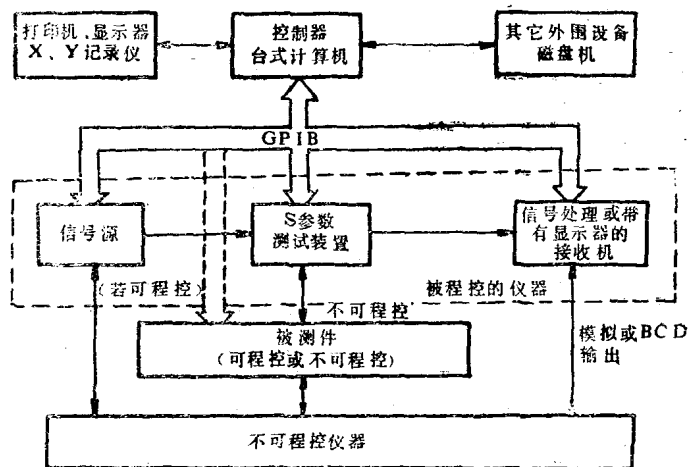 打印机、显示器
X、Y记录仪
控制器
台式计算机
其它外围设备
磁盘机
GPIB
信号源
S参数
测试装置
信号处理或带
有显示器的
接收机
(若可程控)
被程控的仪器
不可程控
被测件
(可程控或不可程控)
模拟或BCD
输出
不可程控仪器